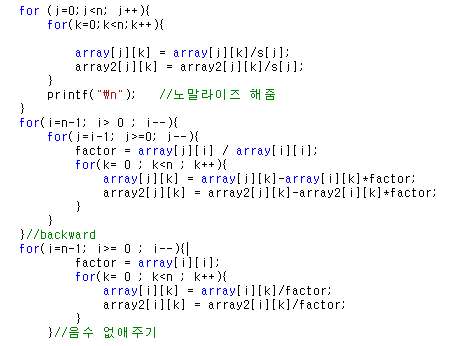 for (j=0;j<n; j++){
for(k=0;k<n;k++){
array[j][k] = array[j][k]/s[j];
array2[j][k] = array2[j][k]/s[j];
}
printf("\n");   //노말라이즈 해줌
}
for(i=n-1; i> 0 ; i--){
for(j=i-1; j>=0; j--){
factor = array[j][i] / array[i][i];
for(k= 0 ; k<n ; k++){
array[j][k] = array[j][k]-array[i][k]*factor;
array2[j][k] = array2[j][k]-array2[i][k]*factor;
}
}
}//backward
for(i=n-1; i>= 0 ; i--){
factor = array[i][i];
for(k= 0 ; k<n ; k++){
array[i][k] = array[i][k]/factor;
array2[i][k] = array2[i][k]/factor;
}
}//음수 없애주기